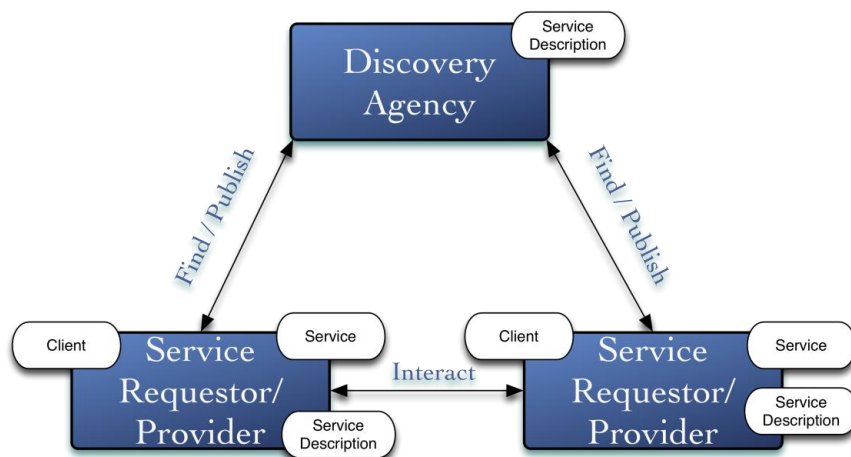 Service
Description
Discovery
Agency
Find / Publish
Find / Publish
Client
Service
Requestor/
Provider
Service
Service
Description
Interact
Client
Service
Requestor/
Provider
Service
Service
Description